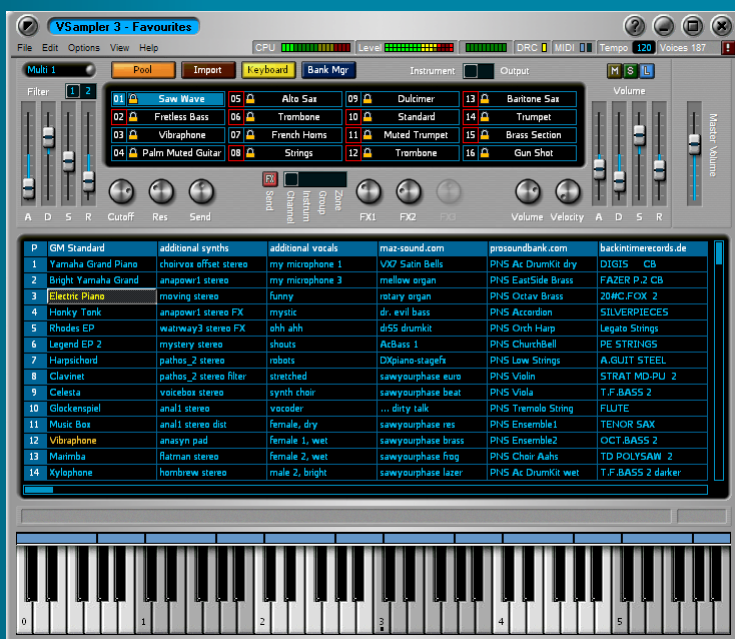 VSampler 3 - Favourites
File Edit Options View Help CPU Level DRC MIDI Tempo 120 Voices 187 !
Multi 1 Pool Import Keyboard Bank Mgr Instrument Output M S L
Filter 1 2 Volume
01 Saw Wave 05 Alto Sax 09 Dulcimer 13 Baritone Sax
02 Fretless Bass 06 Trombone 10 Standard 14 Trumpet
03 Vibraphone 07 French Horns 11 Muted Trumpet 15 Brass Section
04 Palm Muted Guitar 08 Strings 12 Trombone 16 Gun Shot
Master Volume
FX
Send Channel Instrum Group Zone
A D S R Cutoff Res Send FX1 FX2 FX3 Volume Velocity A D S R
P GM Standard additional synths additional vocals maz-sound.com prosoundbank.com backintimerecords.de
1 Yamaha Grand Piano choirvox offset stereo my microphone 1 VX7 Satin Bells PNS Ac DrumKit dry DIGIS CB
2 Bright Yamaha Grand anapowr1 stereo my microphone 3 mellow organ PNS EastSide Brass FAZER P.2 CB
3 Electric Piano moving stereo funny rotary organ PNS Octav Brass 20#C.FOX 2
4 Honky Tonk anapowr1 stereo FX mystic dr. evil bass PNS Accordion SILVERPIECES
5 Rhodes EP watrway3 stereo FX ohh ahh dr55 drumkit PNS Orch Harp Legato Strings
6 Legend EP 2 mystery stereo shouts AcBass 1 PNS ChurchBell PE STRINGS
7 Harpsichord pathos_2 stereo robots DXpiano-stagefx PNS Low Strings A.GUIT STEEL
8 Clavinet pathos_2 stereo filter stretched sawyourphase euro PNS Violin STRAT MD-PU 2
9 Celesta voicebox stereo synth choir sawyourphase beat PNS Viola T.F.BASS 2
10 Glockenspiel anal1 stereo vocoder ... dirty talk PNS Tremolo String FLUTE
11 Music Box anal1 stereo dist female, dry sawyourphase res PNS Ensemble1 TENOR SAX
12 Vibraphone anasyn pad female 1, wet sawyourphase brass PNS Ensemble2 OCT.BASS 2
13 Marimba flatman stereo female 2, wet sawyourphase frog PNS Choir Aahs TD POLYSAW 2
14 Xylophone hombrew stereo male 2, bright sawyourphase lazer PNS Ac DrumKit wet T.F.BASS 2 darker
0 1 2 3 4 5